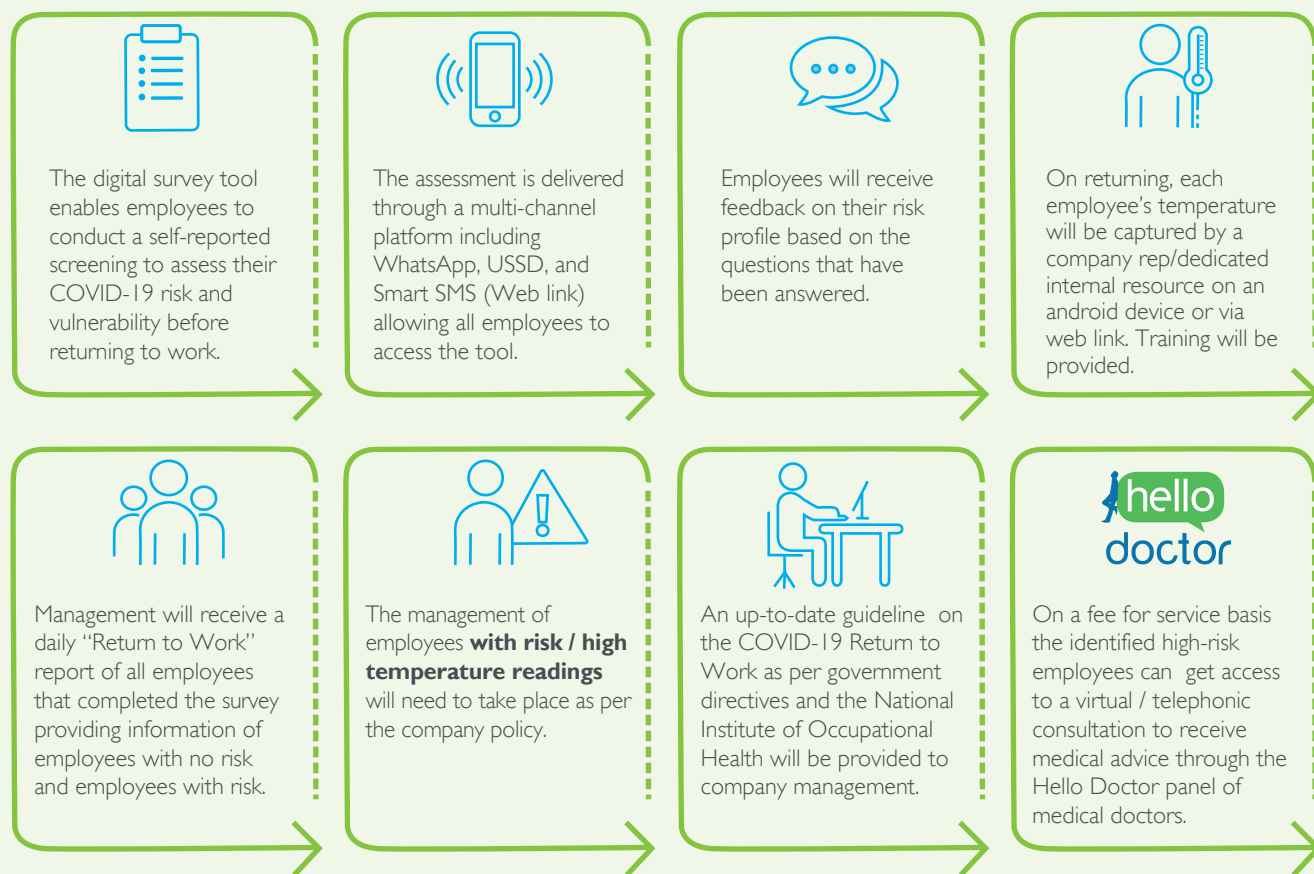 The digital survey tool
enables employees to
conduct a self-reported
screening to assess their
COVID-19 risk and
vulnerability before
returning to work.
The assessment is delivered
through a multi-channel
platform including
WhatsApp, USSD, and
Smart SMS (Web link)
allowing all employees to
access the tool.
Employees will receive
feedback on their risk
profile based on the
questions that have
been answered.
On returning, each
employee’s temperature
will be captured by a
company rep/dedicated
internal resource on an
android device or via
web link. Training will be
provided.
Management will receive a
daily “Return to Work”
report of all employees
that completed the survey
providing information of
employees with no risk
and employees with risk.
The management of
employees with risk / high
temperature readings
will need to take place as per
the company policy.
An up-to-date guideline on
the COVID-19 Return to
Work as per government
directives and the National
Institute of Occupational
Health will be provided to
company management.
hello
doctor
On a fee for service basis
the identified high-risk
employees can get access
to a virtual / telephonic
consultation to receive
medical advice through the
Hello Doctor panel of
medical doctors.